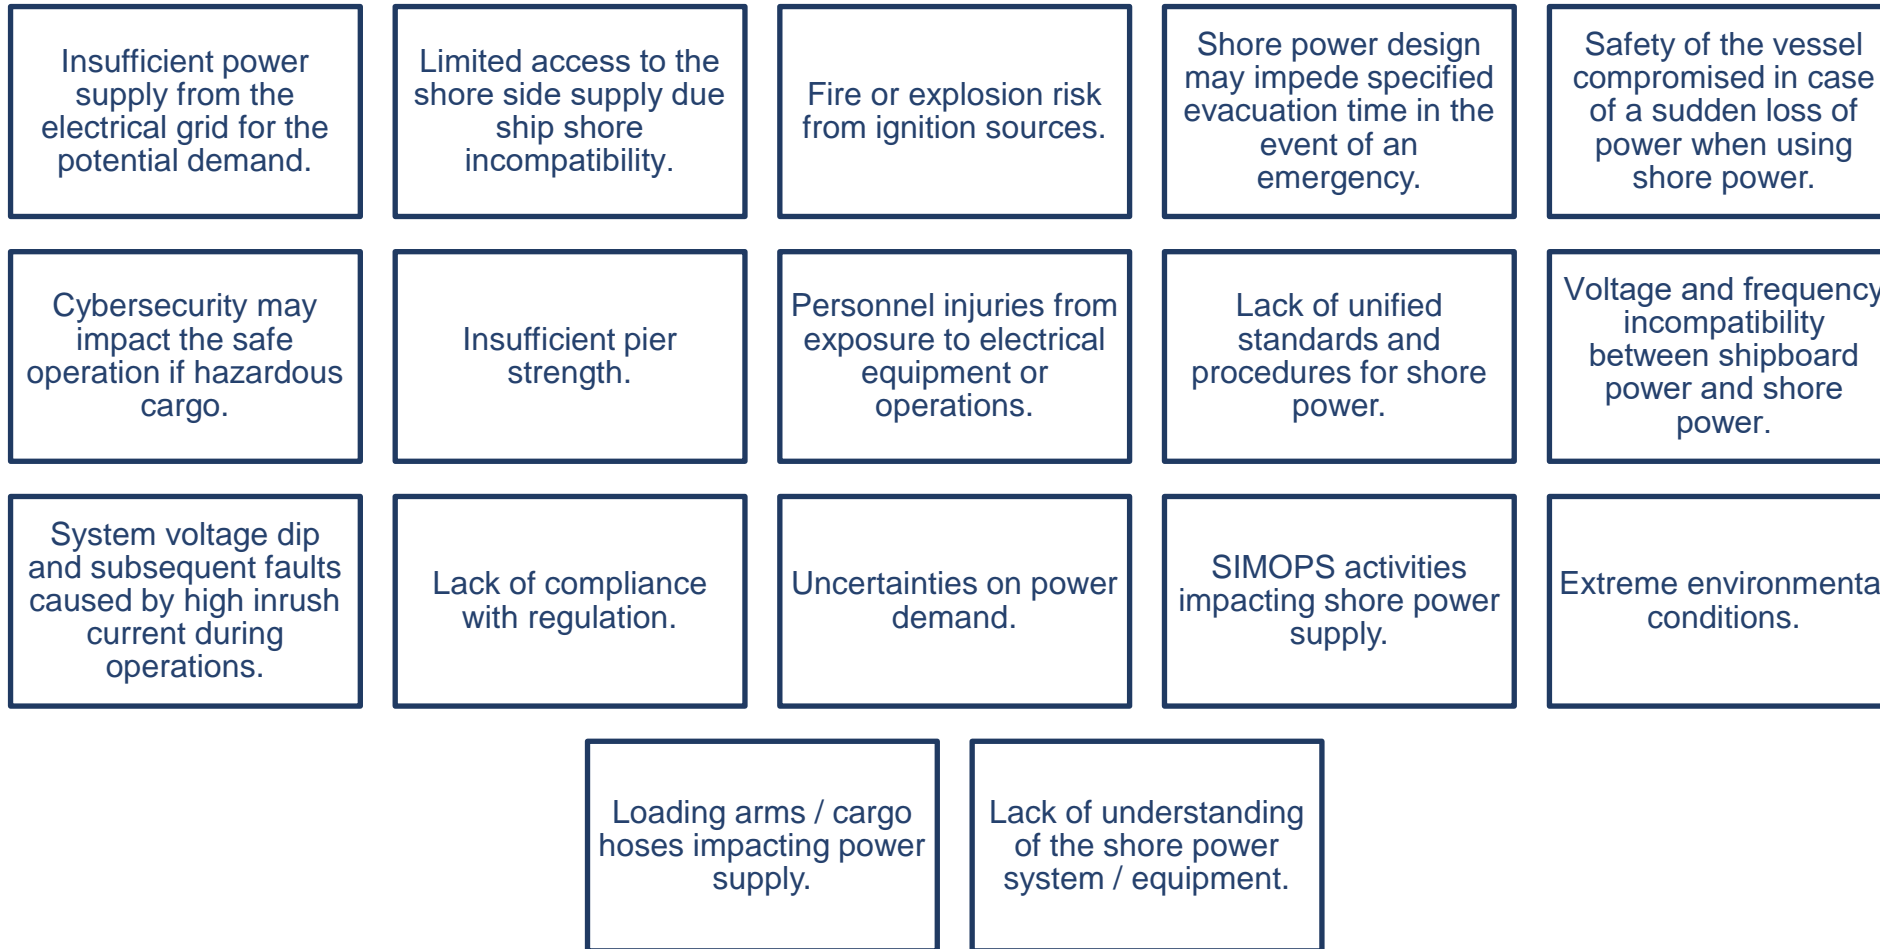 Insufficient power
supply from the
electrical grid for the
potential demand.
Limited access to the
shore side supply due
ship shore
incompatibility.
Fire or explosion risk
from ignition sources.
Shore power design
may impede specified
evacuation time in the
event of an
emergency.
Safety of the vessel
compromised in case
of a sudden loss of
power when using
shore power.
Cybersecurity may
impact the safe
operation if hazardous
cargo.
Insufficient pier
strength.
Personnel injuries from
exposure to electrical
equipment or
operations.
Lack of unified
standards and
procedures for shore
power.
Voltage and frequency
incompatibility
between shipboard
power and shore
power.
System voltage dip
and subsequent faults
caused by high inrush
current during
operations.
Lack of compliance
with regulation.
Uncertainties on power
demand.
SIMOPS activities
impacting shore power
supply.
Extreme environmenta
conditions.
Loading arms / cargo
hoses impacting power
supply.
Lack of understanding
of the shore power
system / equipment.